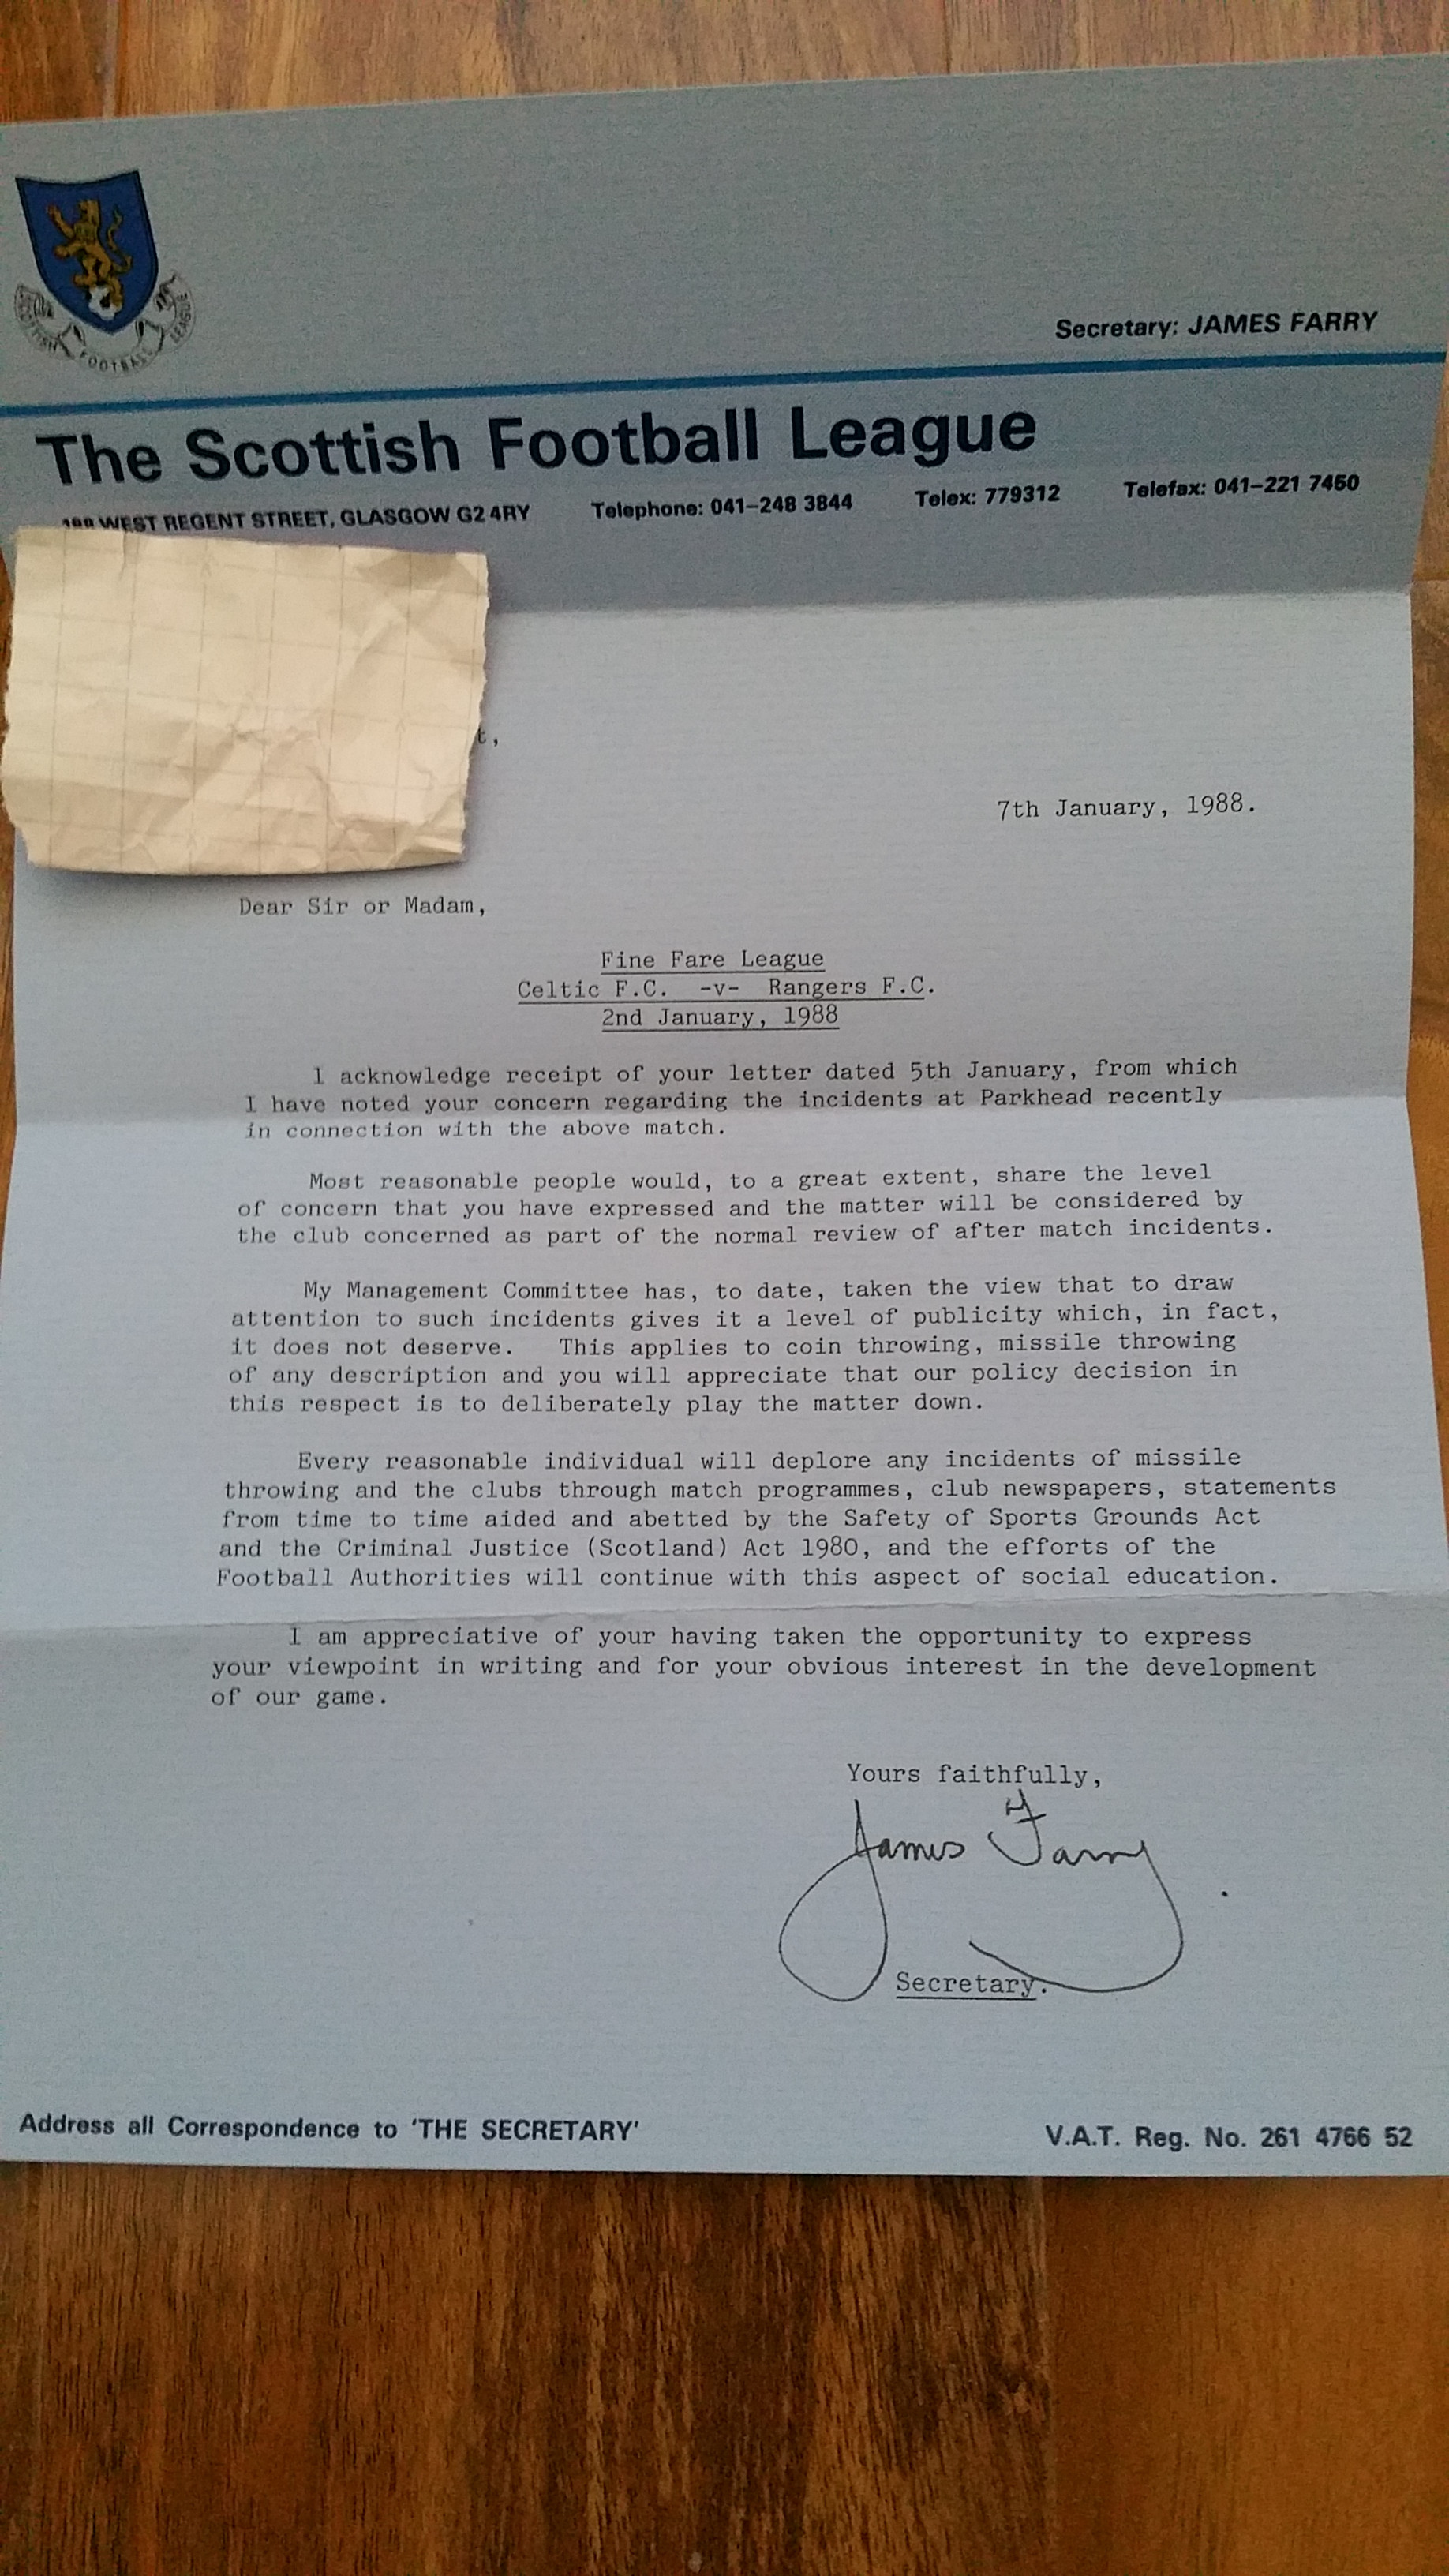 SCOTTISH FOOTBALL LEAGUE
Secretary: JAMES FARRY
The Scottish Football League
188 WEST REGENT STREET, GLASGOW G2 4RY Telephone: 041-248 3844 Telex: 779312 Telefax: 041-221 7450
t,
7th January, 1988.
Dear Sir or Madam,
Fine Fare League
Celtic F.C. -v- Rangers F.C.
2nd January, 1988
I acknowledge receipt of your letter dated 5th January, from which
I have noted your concern regarding the incidents at Parkhead recently
in connection with the above match.
Most reasonable people would, to a great extent, share the level
of concern that you have expressed and the matter will be considered by
the club concerned as part of the normal review of after match incidents.
My Management Committee has, to date, taken the view that to draw
attention to such incidents gives it a level of publicity which, in fact,
it does not deserve. This applies to coin throwing, missile throwing
of any description and you will appreciate that our policy decision in
this respect is to deliberately play the matter down.
Every reasonable individual will deplore any incidents of missile
throwing and the clubs through match programmes, club newspapers, statements
from time to time aided and abetted by the Safety of Sports Grounds Act
and the Criminal Justice (Scotland) Act 1980, and the efforts of the
Football Authorities will continue with this aspect of social education.
I am appreciative of your having taken the opportunity to express
your viewpoint in writing and for your obvious interest in the development
of our game.
Yours faithfully,
James Farry
Secretary.
Address all Correspondence to 'THE SECRETARY' V.A.T. Reg. No. 261 4766 52